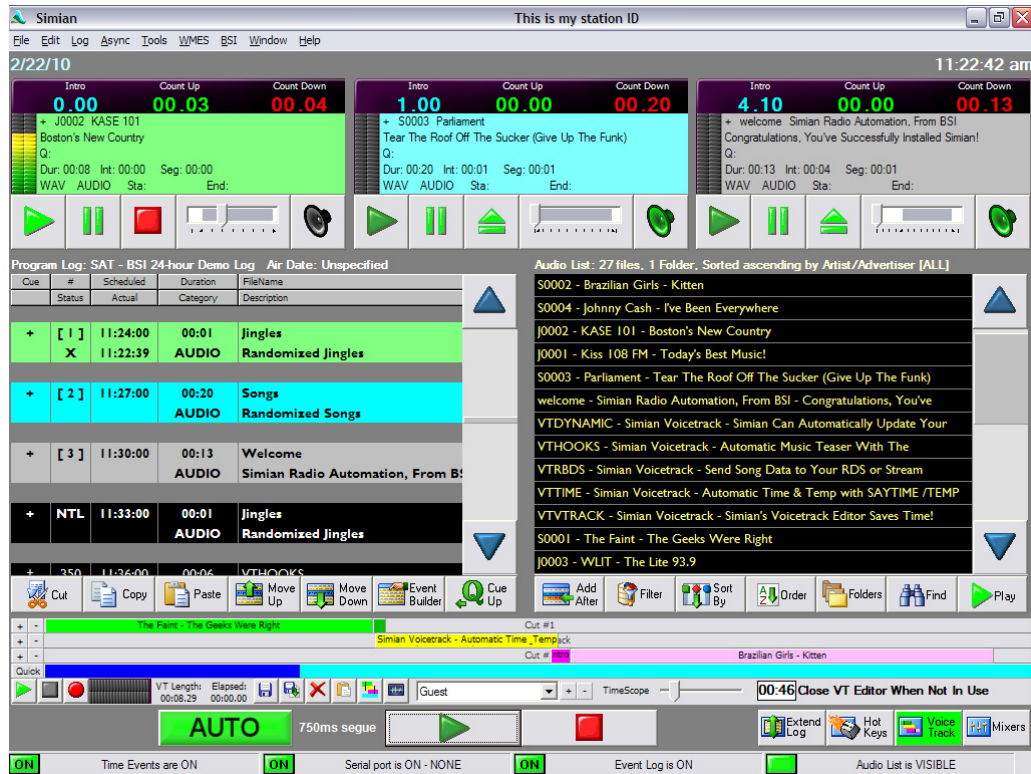 Simian This is my station ID
File Edit Log Async Tools WMES BSI Window Help
2/22/10 11:22:42 am
Intro Count Up Count Down
0.00 00.03 00.04
+ J0002 KASE 101
Boston's New Country
Q:
Dur: 00:08 Int: 00:00 Seg: 00:00
WAV AUDIO Sta: End:
Intro Count Up Count Down
1.00 00.00 00.20
+ S0003 Parliament
Tear The Roof Off The Sucker (Give Up The Funk)
Q:
Dur: 00:20 Int: 00:01 Seg: 00:01
WAV AUDIO Sta: End:
Intro Count Up Count Down
4.10 00.00 00.13
+ welcome Simian Radio Automation, From BSI
Congratulations, You've Successfully Installed Simian!
Q:
Dur: 00:13 Int: 00:04 Seg: 00:01
WAV AUDIO Sta: End:
Program Log: SAT - BSI 24-hour Demo Log Air Date: Unspecified
Cue # Scheduled Duration FileName
Status Actual Category Description
+ [ 1 ] 11:24:00 00:01 Jingles
X 11:22:39 AUDIO Randomized Jingles
+ [ 2 ] 11:27:00 00:20 Songs
AUDIO Randomized Songs
+ [ 3 ] 11:30:00 00:13 Welcome
AUDIO Simian Radio Automation, From BS
+ NTL 11:33:00 00:01 Jingles
AUDIO Randomized Jingles
+ 350 11:36:00 00:06 VTHOOKS
Audio List: 27 files, 1 Folder, Sorted ascending by Artist/Advertiser [ALL]
S0002 - Brazilian Girls - Kitten
S0004 - Johnny Cash - I've Been Everywhere
J0002 - KASE 101 - Boston's New Country
J0001 - Kiss 108 FM - Today's Best Music!
S0003 - Parliament - Tear The Roof Off The Sucker (Give Up The Funk)
welcome - Simian Radio Automation, From BSI - Congratulations, You've
VTDYNAMIC - Simian Voicetrack - Simian Can Automatically Update Your
VTHOOKS - Simian Voicetrack - Automatic Music Teaser With The
VTRBDS - Simian Voicetrack - Send Song Data to Your RDS or Stream
VTTIME - Simian Voicetrack - Automatic Time & Temp with SAYTIME /TEMP
VTVTRACK - Simian Voicetrack - Simian's Voicetrack Editor Saves Time!
S0001 - The Faint - The Geeks Were Right
J0003 - WLIT - The Lite 93.9
Cut Copy Paste Move Up Move Down Event Builder Cue Up
Add After Filter Sort By Order Folders Find Play
+ - The Faint - The Geeks Were Right Cut #1
+ - Simian Voicetrack - Automatic Time _Temp ack
+ - Cut # ntro Brazilian Girls - Kitten
Quick
VT Length: Elapsed:
00:08.29 00:00.00
Guest + - TimeScope 00:46 Close VT Editor When Not In Use
AUTO 750ms segue
Extend Log Hot Keys Voice Track Mixers
ON Time Events are ON ON Serial port is ON - NONE ON Event Log is ON Audio List is VISIBLE